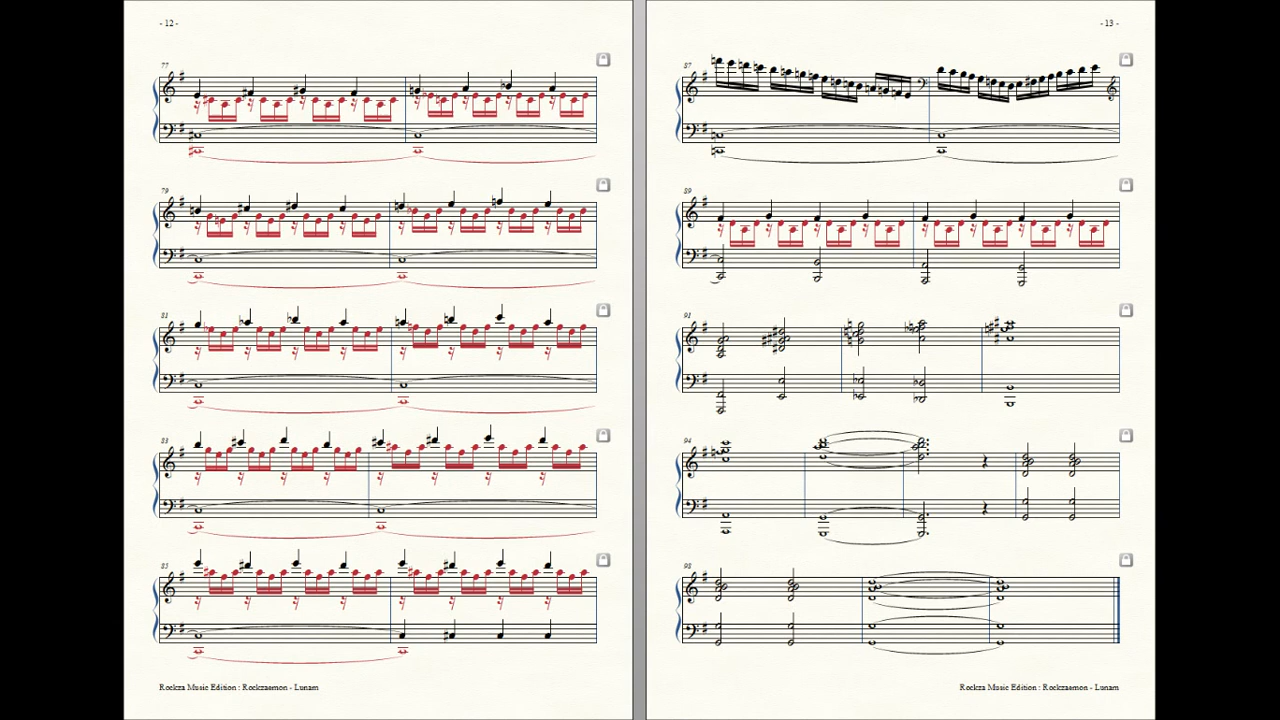 - 12 -
77
79
81
83
85
Rockza Music Edition : Rockzaemon - Lunam
- 13 -
87
89
91
94
98
Rockza Music Edition : Rockzaemon - Lunam